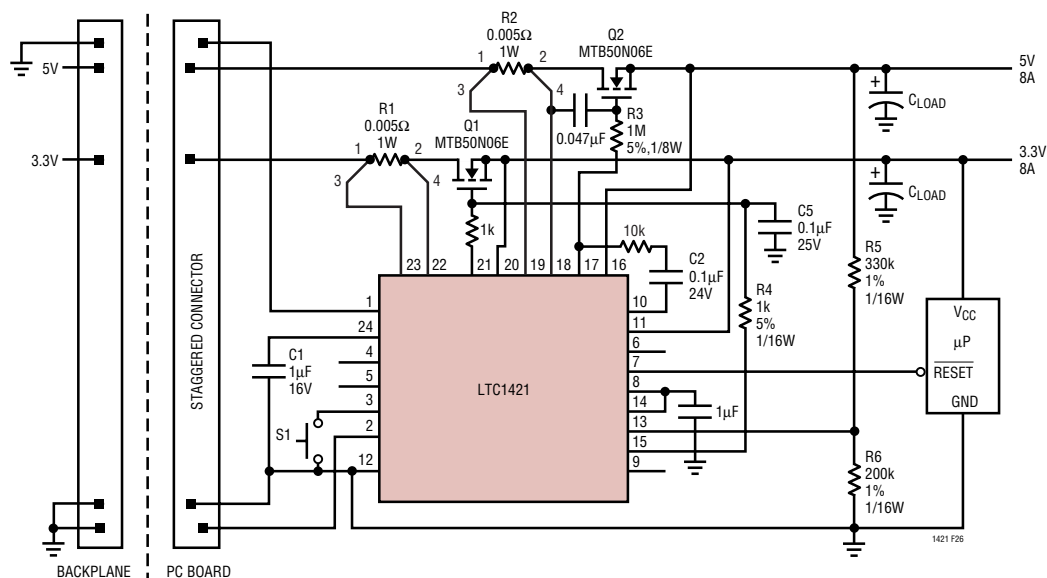 R2
0.005Ω
1W
1
2
3
4
Q2
MTB50N06E
5V
8A
5V
+
CLOAD
0.047µF
R3
1M
5%,1/8W
R1
0.005Ω
1W
1
2
3
4
Q1
MTB50N06E
3.3V
3.3V
8A
+
CLOAD
1k
10k
C5
0.1µF
25V
C2
0.1µF
24V
R4
1k
5%
1/16W
R5
330k
1%
1/16W
23
22
21
20
19
18
17
16
1
24
4
5
3
2
12
10
11
6
7
8
14
13
15
9
LTC1421
C1
1µF
16V
S1
1µF
VCC
µP
RESET
GND
R6
200k
1%
1/16W
STAGGERED CONNECTOR
1421 F26
BACKPLANE
PC BOARD